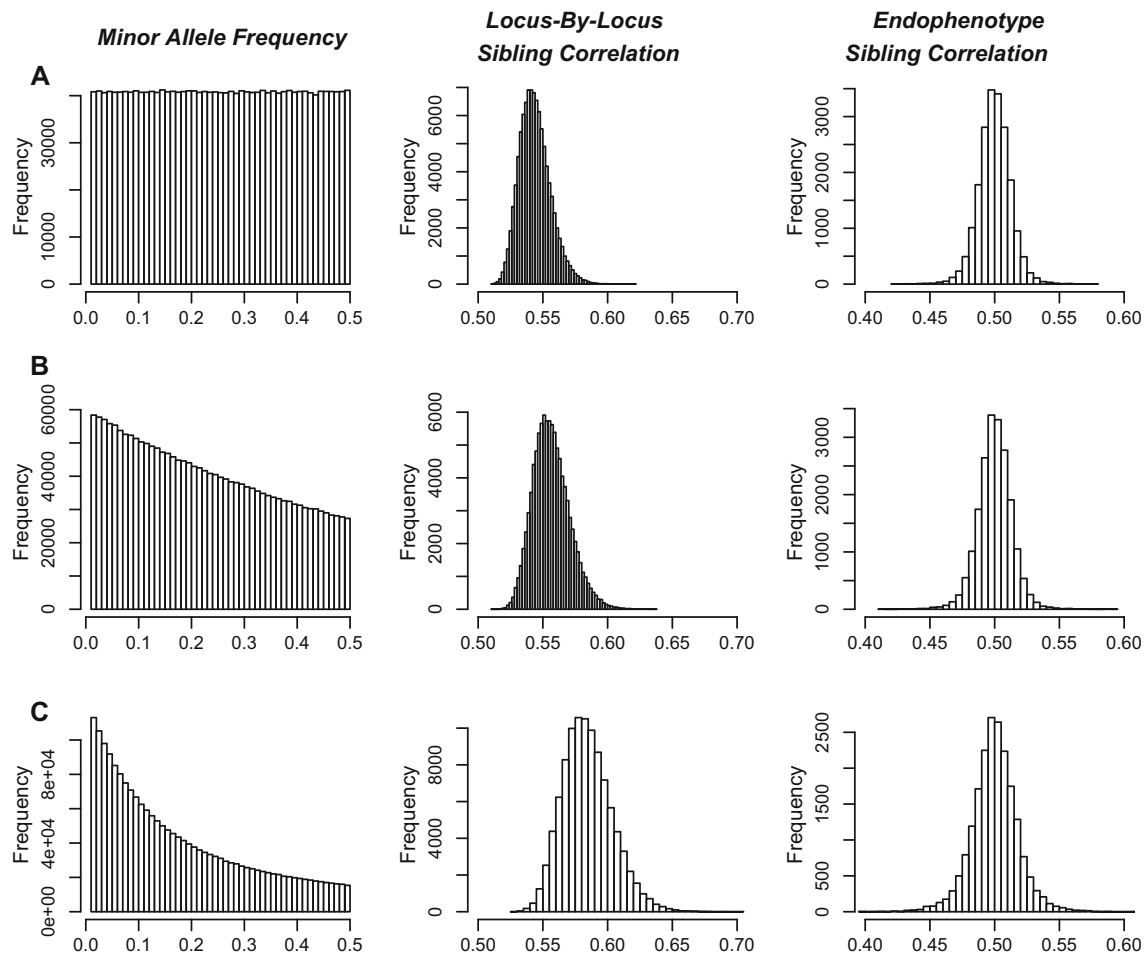 Minor Allele Frequency
Locus-By-Locus
Sibling Correlation
Endophenotype
Sibling Correlation
A
Frequency
0 10000 30000
0.0 0.1 0.2 0.3 0.4 0.5
Frequency
0 2000 4000 6000
0.50 0.55 0.60 0.65 0.70
Frequency
0 1000 2000 3000
0.40 0.45 0.50 0.55 0.60
B
Frequency
0 20000 40000 60000
0.0 0.1 0.2 0.3 0.4 0.5
Frequency
0 2000 4000 6000
0.50 0.55 0.60 0.65 0.70
Frequency
0 1000 2000 3000
0.40 0.45 0.50 0.55 0.60
C
Frequency
0e+00 4e+04 8e+04
0.0 0.1 0.2 0.3 0.4 0.5
Frequency
0 4000 8000
0.50 0.55 0.60 0.65 0.70
Frequency
0 500 1500 2500
0.40 0.45 0.50 0.55 0.60